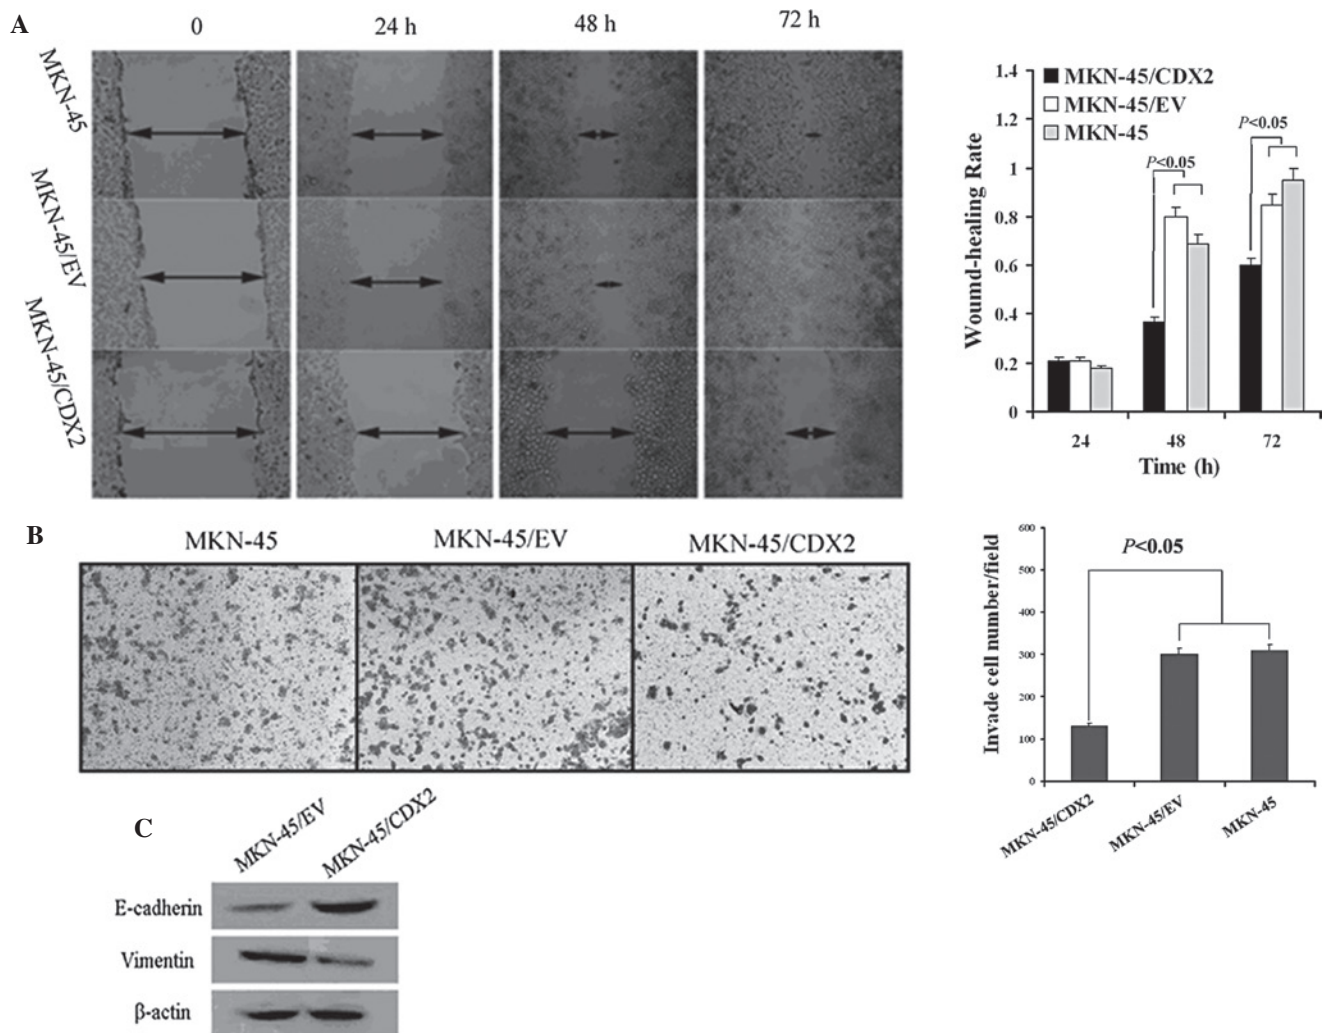 A
0
24 h
48 h
72 h
MKN-45
MKN-45/EV
MKN-45/CDX2
Wound-healing Rate
1.4
1.2
1
0.8
0.6
0.4
0.2
0
MKN-45/CDX2
MKN-45/EV
MKN-45
P<0.05
P<0.05
24
48
72
Time (h)
B
MKN-45
MKN-45/EV
MKN-45/CDX2
Invade cell number/field
600
500
400
300
200
100
0
P<0.05
MKN-45/CDX2
MKN-45/EV
MKN-45
C
MKN-45/EV
MKN-45/CDX2
E-cadherin
Vimentin
β-actin